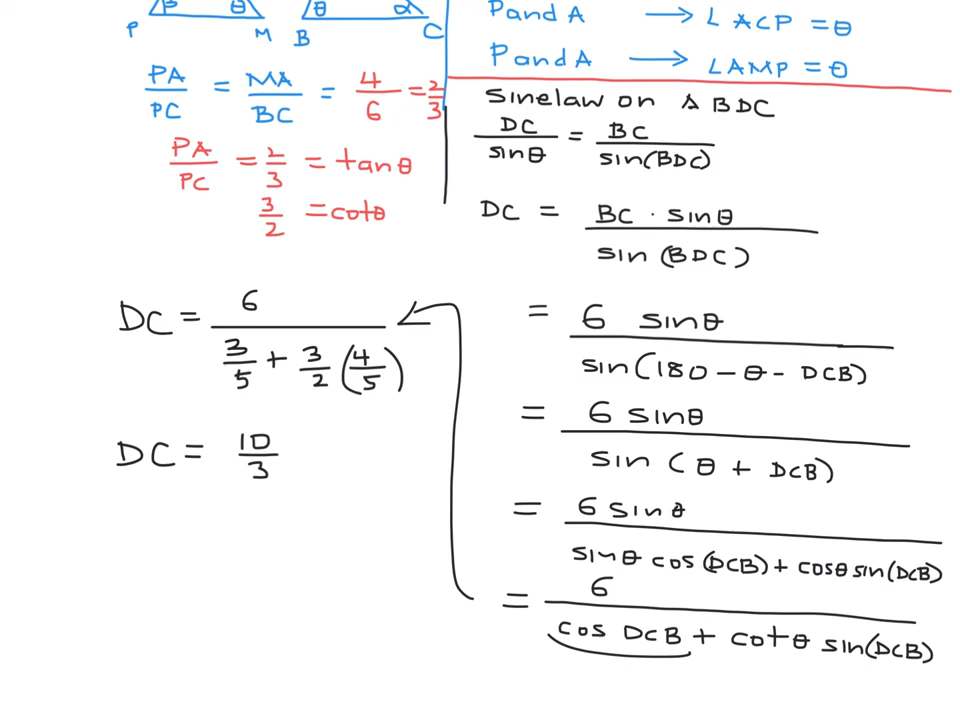 β θ θ α
P M B C
PA/PC = MA/BC = 4/6 = 2/3
PA/PC = 2/3 = tanθ
3/2 = cotθ
P and A → ∠ACP = θ
P and A → ∠AMP = θ
Sinelaw on △BDC
DC/sinθ = BC/sin(BDC)
DC = BC · sinθ / sin(BDC)
= 6 sinθ / sin(180 - θ - DCB)
= 6 sinθ / sin(θ + DCB)
= 6 sinθ / sinθ cos(DCB) + cosθ sin(DCB)
= 6 / cos DCB + cotθ sin(DCB)
DC = 6 / 3/5 + 3/2 (4/5)
DC = 10/3